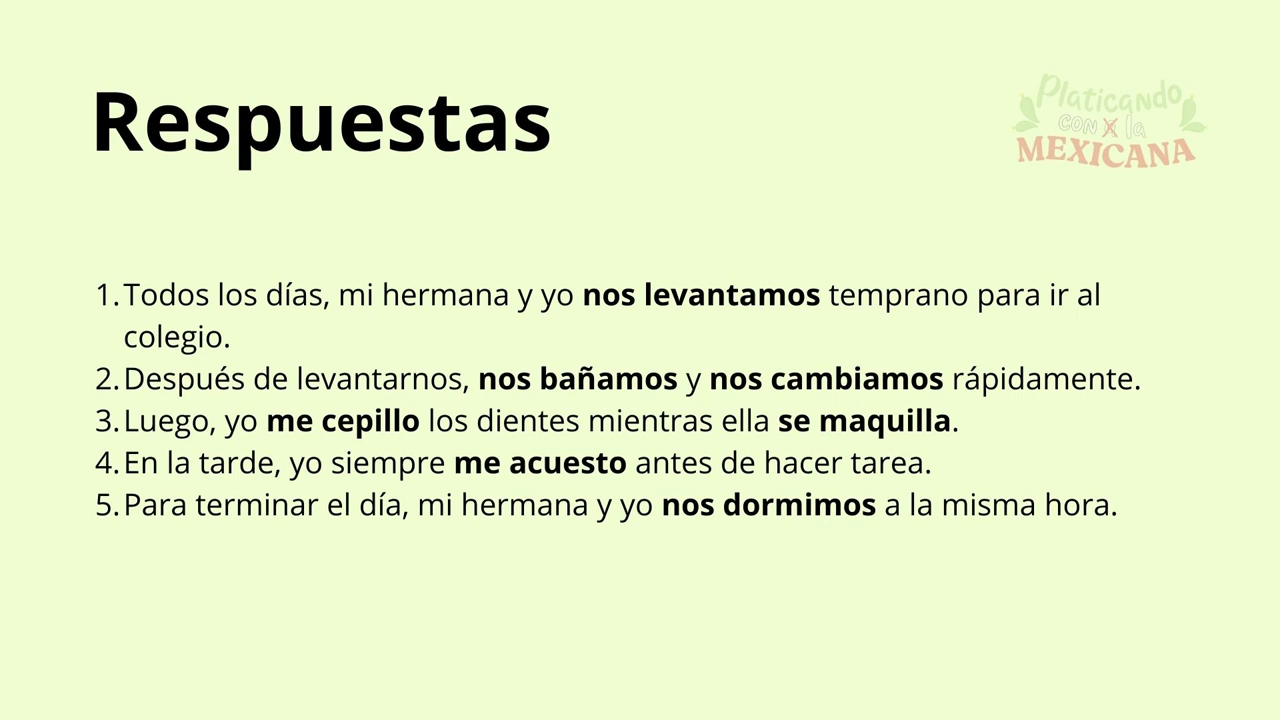 Respuestas
Platicando
con X la
MEXICANA
1. Todos los días, mi hermana y yo nos levantamos temprano para ir al
colegio.
2. Después de levantarnos, nos bañamos y nos cambiamos rápidamente.
3. Luego, yo me cepillo los dientes mientras ella se maquilla.
4. En la tarde, yo siempre me acuesto antes de hacer tarea.
5. Para terminar el día, mi hermana y yo nos dormimos a la misma hora.